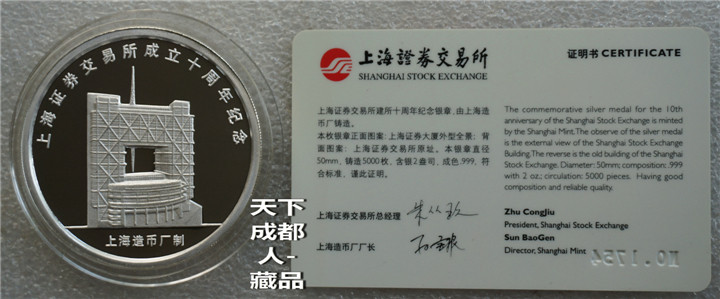 上海证券交易所成立十周年纪念
上海造币厂制
天下
成都
人-
藏品
上海證券交易所
SHANGHAI STOCK EXCHANGE
证明书 CERTIFICATE
上海证券交易所建所十周年纪念银章,由上海造
币厂铸造。
本枚银章正面图案:上海证券大厦外型全景:背
面图案:上海证券交易所原址。本银章直径
50mm,铸造5000枚,含银2盎司,成色.999,符
合标准,谨此证明。
The commemorative silver medal for the 10th
anniversary of the Shanghai Stock Exchange is minted
by the Shanghai Mint.The observe of the silver medal
is the external view of the Shanghai Stock Exchange
Building.The reverse is the old building of the Shanghai
Stock Exchange. Diameter: 50mm; composition: .999
with 2 oz.; circulation: 5000 pieces. Having good
composition and reliable quality.
上海证券交易所总经理
上海造币厂厂长
Zhu CongJiu
President, Shanghai Stock Exchange
Sun BaoGen
Director, Shanghai Mint
NO.1754